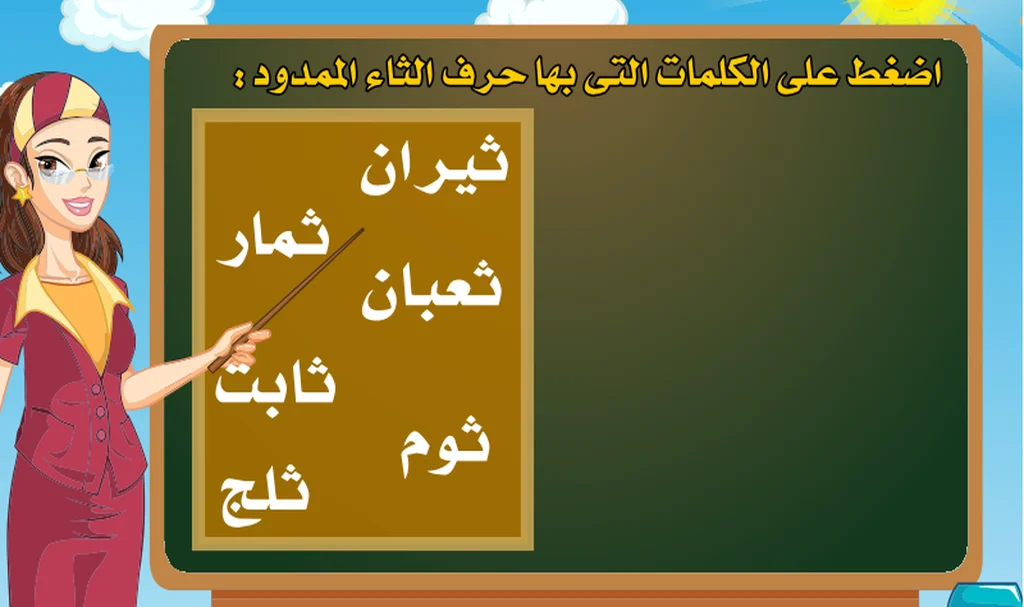 اضغط على الكلمات التى بها حرف الثاء الممدود :
ثيران
ثمار
ثعبان
ثابت
ثوم
ثلج